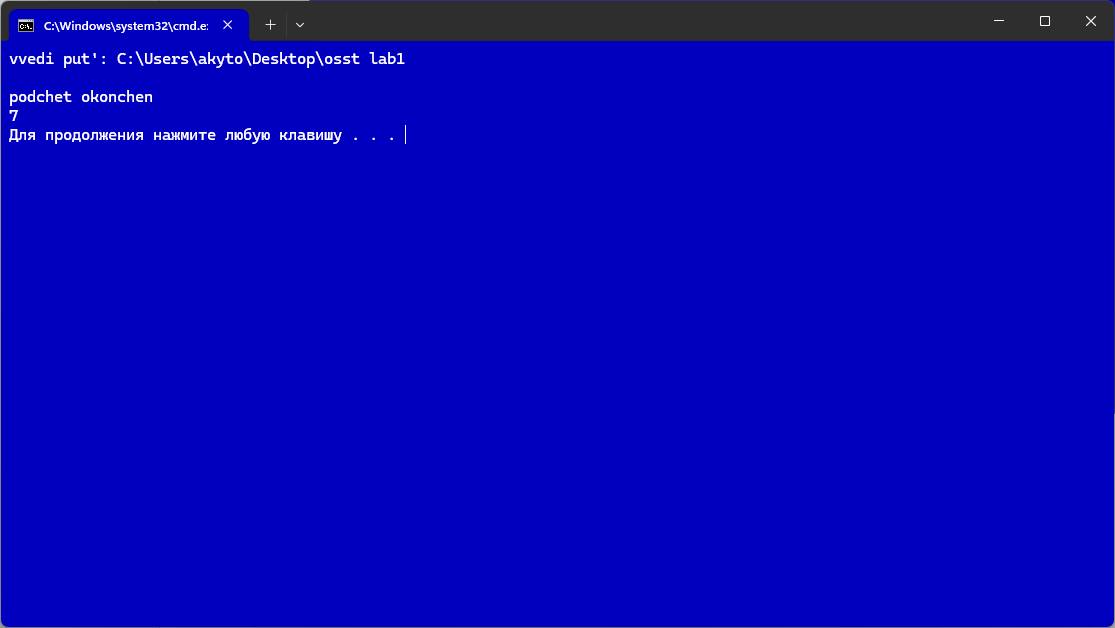 C:\Windows\system32\cmd.e
vvedi put': C:\Users\akyto\Desktop\osst lab1
podchet okonchen
7
Для продолжения нажмите любую клавишу . . .